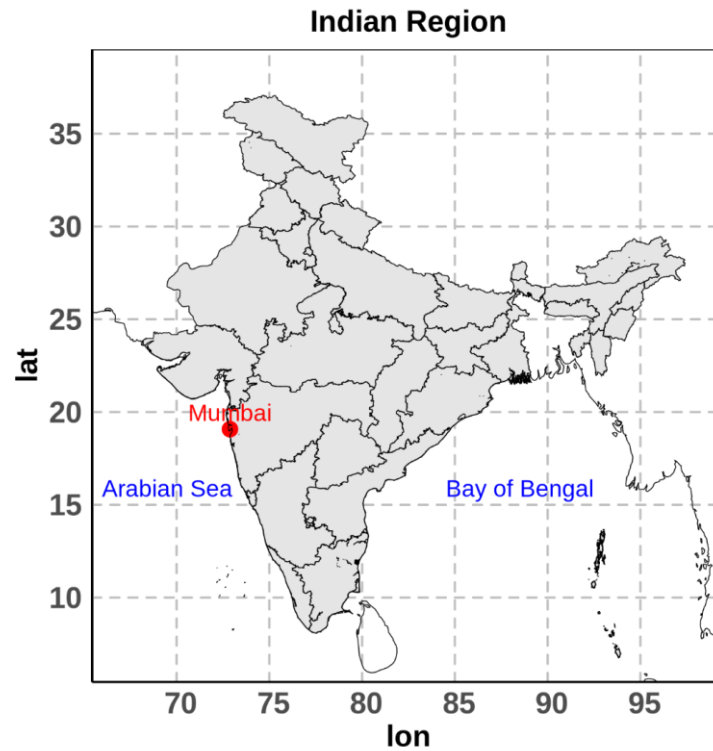 Indian Region
35
30
25
20
15
10
lat
Mumbai
Arabian Sea
Bay of Bengal
70 75 80 85 90 95
lon